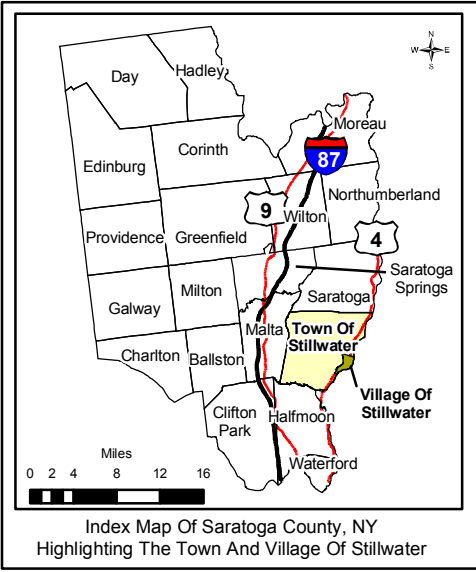 N
W E
S
Day
Hadley
Moreau
Corinth
87
Edinburg
Northumberland
9
Wilton
4
Providence
Greenfield
Saratoga
Springs
Milton
Saratoga
Galway
Malta
Town Of
Stillwater
Charlton
Ballston
Village Of
Stillwater
Clifton
Park
Halfmoon
Waterford
Miles
0 2 4 8 12 16
Index Map Of Saratoga County, NY
Highlighting The Town And Village Of Stillwater